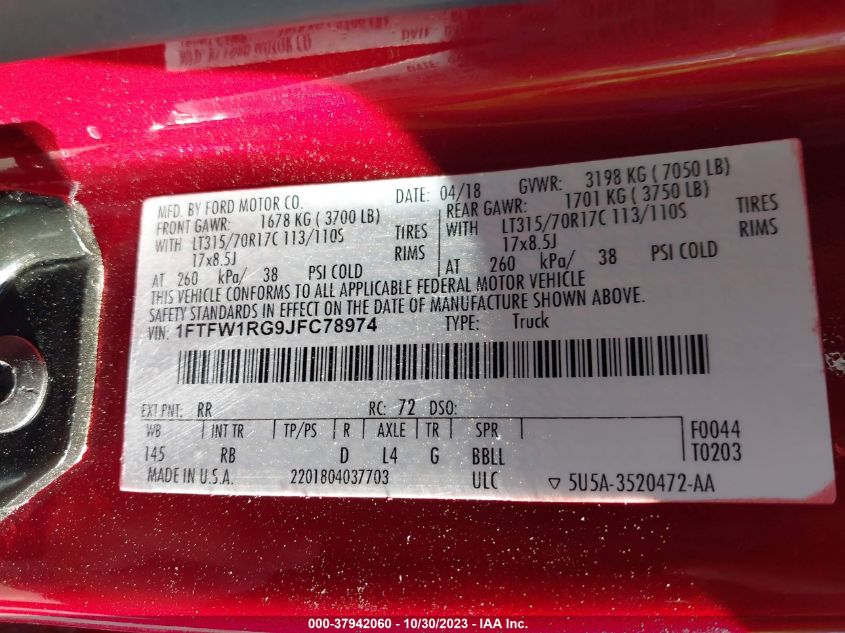 MFD. BY FORD MOTOR CO. DATE: 04/18 GVWR: 3198 KG ( 7050 LB)
FRONT GAWR: 1678 KG ( 3700 LB) REAR GAWR: 1701 KG ( 3750 LB)
WITH LT315/70R17C 113/110S TIRES WITH LT315/70R17C 113/110S TIRES
17x8.5J RIMS 17x8.5J RIMS
AT 260 kPa/ 38 PSI COLD AT 260 kPa/ 38 PSI COLD
THIS VEHICLE CONFORMS TO ALL APPLICABLE FEDERAL MOTOR VEHICLE
SAFETY STANDARDS IN EFFECT ON THE DATE OF MANUFACTURE SHOWN ABOVE.
VIN: 1FTFW1RG9JFC78974 TYPE: Truck
EXT PNT: RR RC: 72 DSO:
WB INT TR TP/PS R AXLE TR SPR F0044
145 RB D L4 G BBLL T0203
MADE IN U.S.A. 2201804037703 ULC ▽ 5U5A-3520472-AA
000-37942060 - 10/30/2023 - USA - IAA